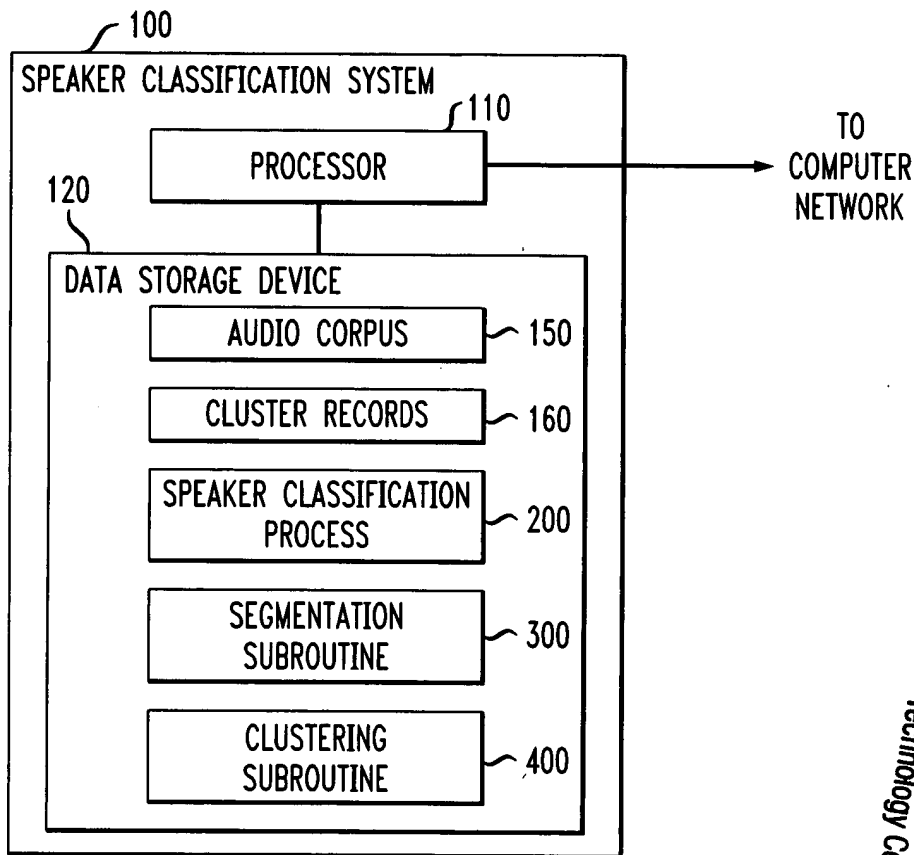 100
SPEAKER CLASSIFICATION SYSTEM
110
PROCESSOR
TO
COMPUTER
NETWORK
120
DATA STORAGE DEVICE
AUDIO CORPUS
150
CLUSTER RECORDS
160
SPEAKER CLASSIFICATION
PROCESS
200
SEGMENTATION
SUBROUTINE
300
CLUSTERING
SUBROUTINE
400
Technology